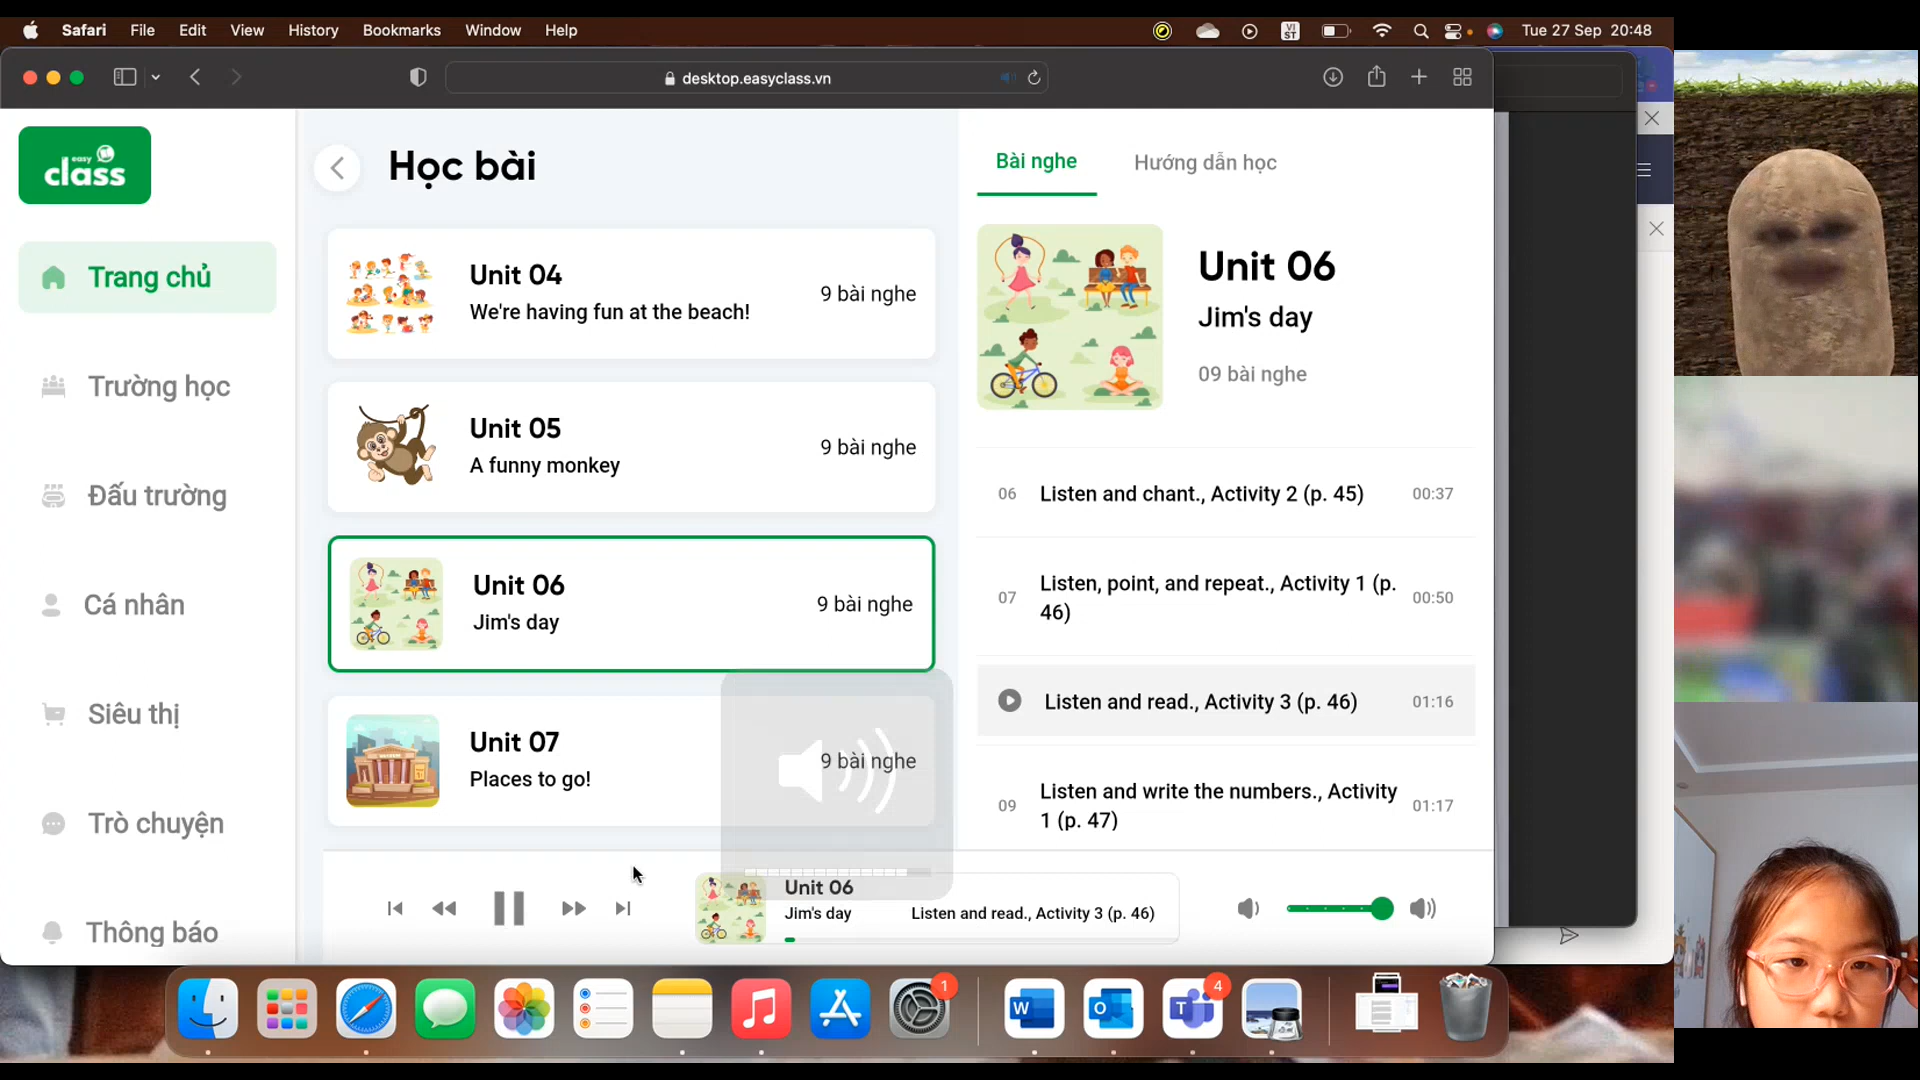 Safari File Edit View History Bookmarks Window Help
VI
ST
Tue 27 Sep 20:48
desktop.easyclass.vn
easy
class
Trang chủ
Trường học
Đấu trường
Cá nhân
Siêu thị
Trò chuyện
Thông báo
Học bài
Unit 04
We're having fun at the beach!
9 bài nghe
Unit 05
A funny monkey
9 bài nghe
Unit 06
Jim's day
9 bài nghe
Unit 07
Places to go!
9 bài nghe
Bài nghe
Hướng dẫn học
Unit 06
Jim's day
09 bài nghe
06 Listen and chant., Activity 2 (p. 45) 00:37
07 Listen, point, and repeat., Activity 1 (p.
46) 00:50
Listen and read., Activity 3 (p. 46) 01:16
09 Listen and write the numbers., Activity
1 (p. 47) 01:17
Unit 06
Jim's day Listen and read., Activity 3 (p. 46)
1
W
O
T
4